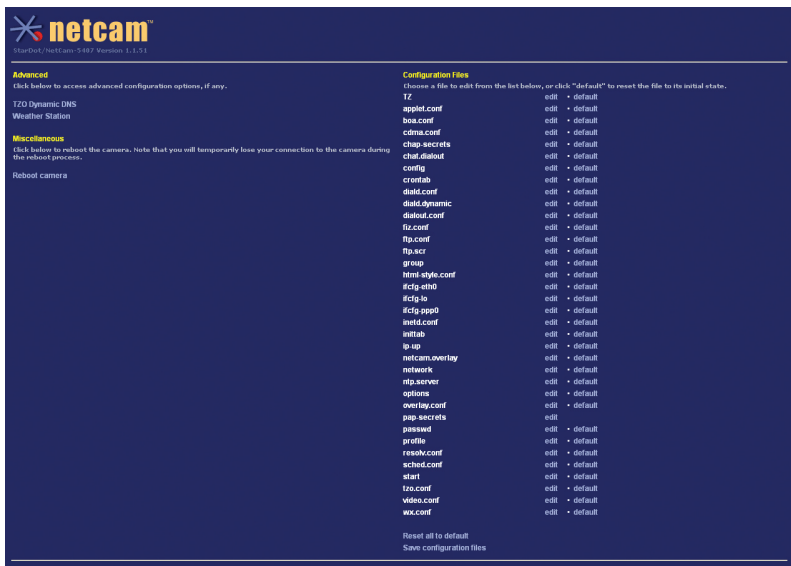 netcam™
StarDot/NetCam-5407 Version 1.1.51
Advanced
Click below to access advanced configuration options, if any.
TZO Dynamic DNS
Weather Station
Miscellaneous
Click below to reboot the camera. Note that you will temporarily lose your connection to the camera during
the reboot process.
Reboot camera
Configuration Files
Choose a file to edit from the list below, or click "default" to reset the file to its initial state.
TZ edit • default
applet.conf edit • default
boa.conf edit • default
cdma.conf edit • default
chap-secrets edit • default
chat.dialout edit • default
config edit • default
crontab edit • default
diald.conf edit • default
diald.dynamic edit • default
dialout.conf edit • default
fiz.conf edit • default
ftp.conf edit • default
ftp.scr edit • default
group edit • default
html-style.conf edit • default
ifcfg-eth0 edit • default
ifcfg-lo edit • default
ifcfg-ppp0 edit • default
inetd.conf edit • default
inittab edit • default
ip-up edit • default
netcam.overlay edit • default
network edit • default
ntp.server edit • default
options edit • default
overlay.conf edit • default
pap-secrets edit
passwd edit • default
profile edit • default
resolv.conf edit • default
sched.conf edit • default
start edit • default
tzo.conf edit • default
video.conf edit • default
wx.conf edit • default
Reset all to default
Save configuration files